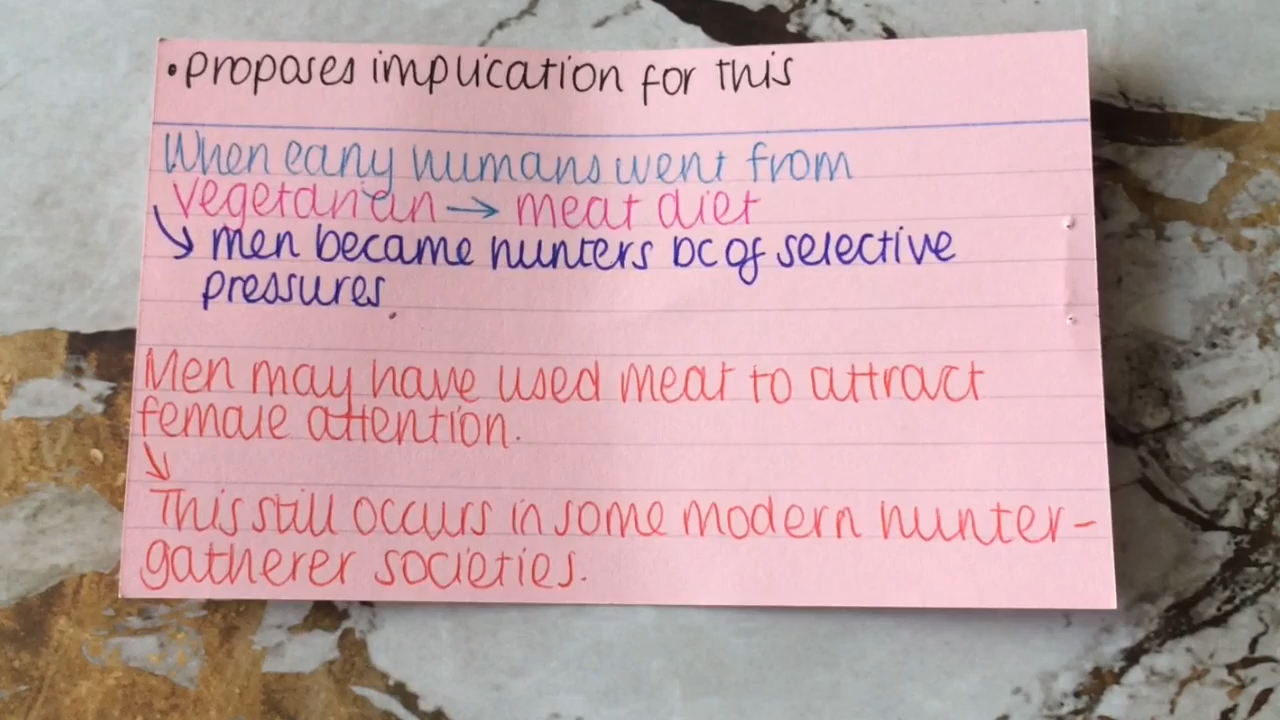 •proposes implication for this
When early humans went from
vegetarian → meat diet
↘ men became hunters bc of selective
pressures.
Men may have used meat to attract
female attention.
↘
This still occurs in some modern hunter-
gatherer societies.